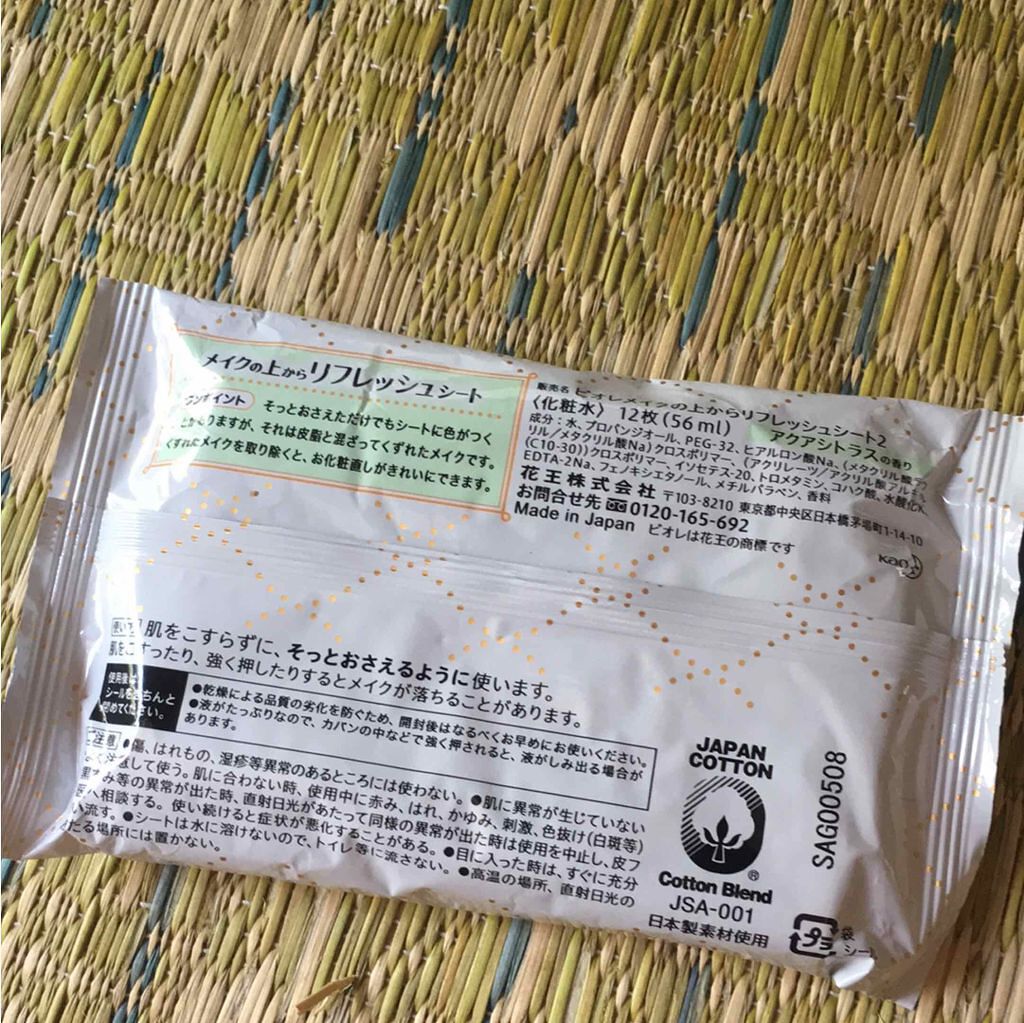 メイクの上からリフレッシュシート
ワンポイント そっとおさえただけでもシートに色がつく
ことがありますが、それは皮脂と混ざってくずれたメイクです。
くずれたメイクを取り除くと、お化粧直しがきれいにできます。
販売名 ビオレメイクの上からリフレッシュシート2
〈化粧水〉 12枚(56ml) アクアシトラスの香り
成分:水、プロパンジオール、PEG-32、ヒアルロン酸Na、(メタクリル酸ラウ
リル/メタクリル酸Na)クロスポリマー、(アクリレーツ/アクリル酸アルキル
(C10-30))クロスポリマー、イソセテス-20、トロメタミン、コハク酸、水酸化K、
EDTA-2Na、フェノキシエタノール、メチルパラベン、香料
花王株式会社 〒103-8210 東京都中央区日本橋茅場町1-14-10
お問合せ先 0120-165-692
Made in Japan ビオレは花王の商標です
Kao
使い方 肌をこすらずに、そっとおさえるように使います。
肌をこすったり、強く押したりするとメイクが落ちることがあります。
使用後は
シールをきちんと
閉めてください。
●乾燥による品質の劣化を防ぐため、開封後はなるべくお早めにお使いください。
●液がたっぷりなので、カバンの中などで強く押されると、液がしみ出る場合が
あります。
ご注意 ●傷、はれもの、湿疹等異常のあるところには使わない。●肌に異常が生じていない
よく注意して使う。肌に合わない時、使用中に赤み、はれ、かゆみ、刺激、色抜け(白斑等)
黒ずみ等の異常が出た時、直射日光があたって同様の異常が出た時は使用を中止し、皮フ
医へ相談する。使い続けると症状が悪化することがある。●目に入った時は、すぐに充分
洗い流す。●シートは水に溶けないので、トイレ等に流さない。●高温の場所、直射日光の
あたる場所には置かない。
JAPAN
COTTON
®
Cotton Blend
JSA-001
日本製素材使用
SAG00508
プラ
袋
シート